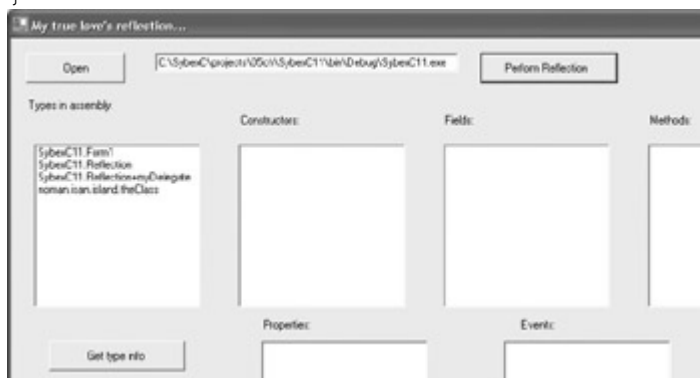 }
My true love's reflection...
Open
C:\SybexC\projects\05ch\SybexC11\bin\Debug\SybexC11.exe
Perform Reflection
Types in assembly:
Constructors:
Fields:
Methods:
SybexC11.Form1
SybexC11.Reflection
SybexC11.Reflection+myDelegate
noman.isan.island.theClass
Properties:
Events:
Get type info